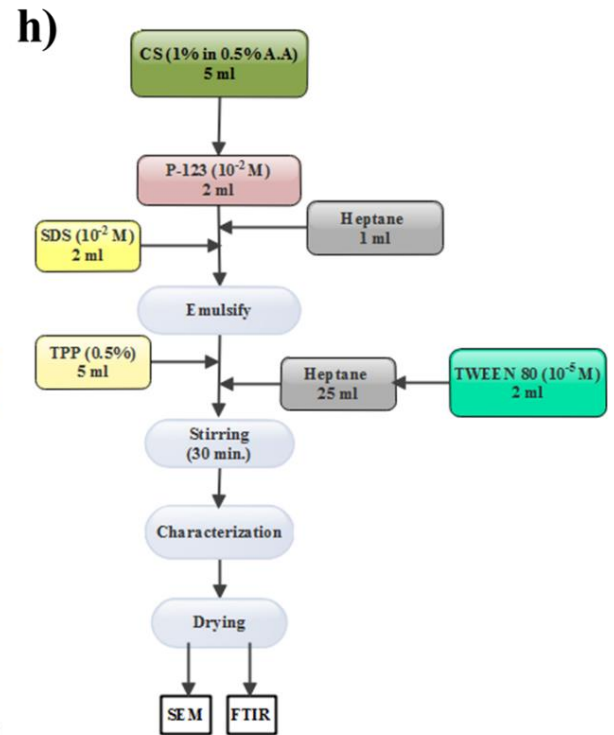 h)
CS (1% in 0.5% A.A)
5 ml
P-123 (10⁻² M)
2 ml
Heptane
1 ml
SDS (10⁻² M)
2 ml
Emulsify
TPP (0.5%)
5 ml
Heptane
25 ml
TWEEN 80 (10⁻⁵ M)
2 ml
Stirring
(30 min.)
Characterization
Drying
SEM
FTIR